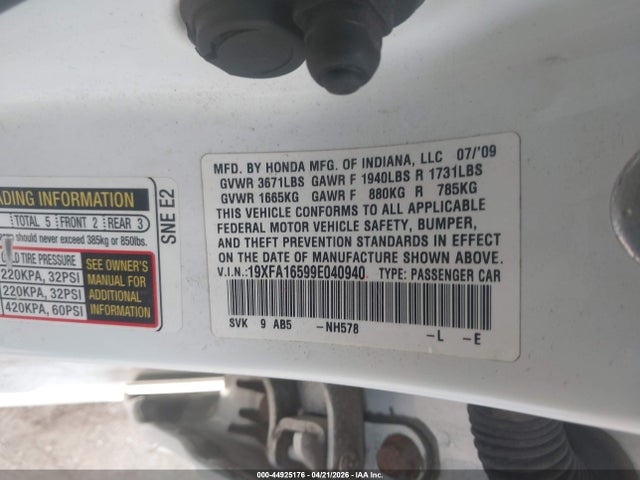 MFD. BY HONDA MFG. OF INDIANA, LLC 07/'09
GVWR 3671LBS GAWR F 1940LBS R 1731LBS
GVWR 1665KG GAWR F 880KG R 785KG
THIS VEHICLE CONFORMS TO ALL APPLICABLE
FEDERAL MOTOR VEHICLE SAFETY, BUMPER,
AND THEFT PREVENTION STANDARDS IN EFFECT
ON THE DATE OF MANUFACTURE SHOWN ABOVE.
V.I.N.: 19XFA16599E040940 TYPE: PASSENGER CAR
SVK 9 AB5 -NH578 -L -E
ADING INFORMATION
TOTAL 5 FRONT 2 REAR 3
should never exceed 385kg or 850lbs.
TIRE PRESSURE
220KPA, 32PSI
220KPA, 32PSI
420KPA, 60PSI
SEE OWNER'S
MANUAL FOR
ADDITIONAL
INFORMATION
SNE E2
000-44925176 - 04/21/2026 - IAA Inc.